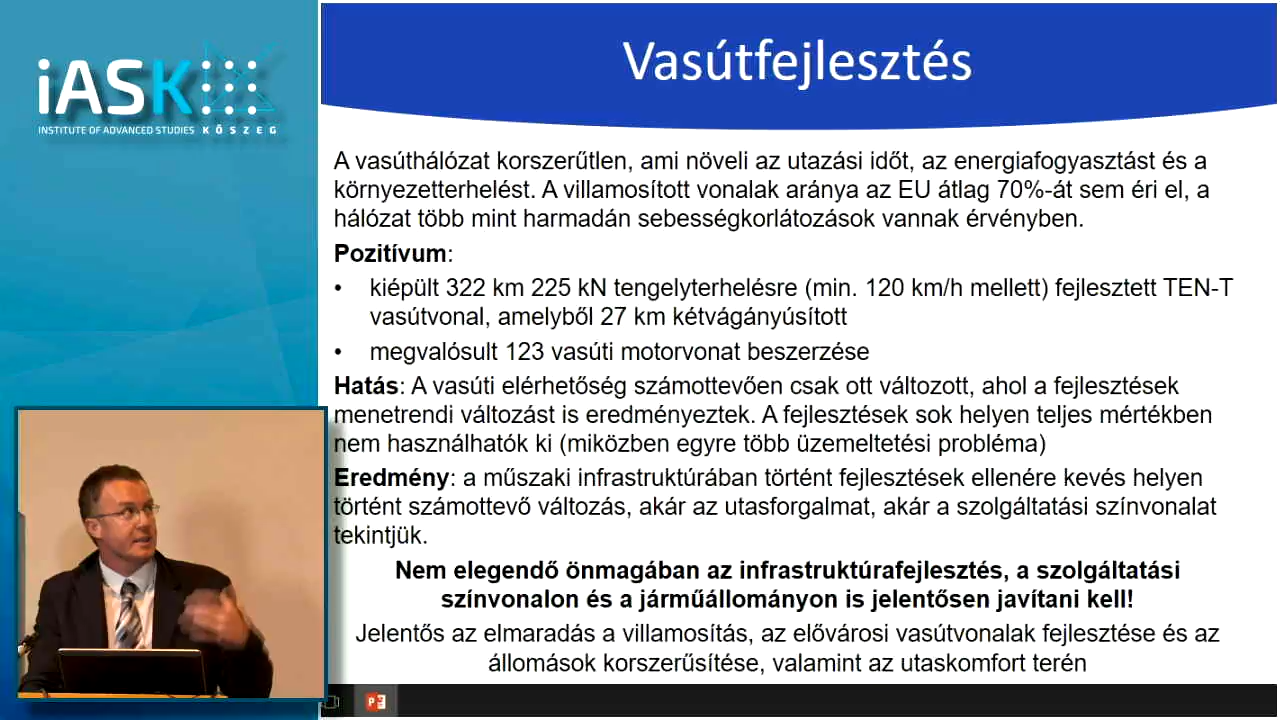 iASK
INSTITUTE OF ADVANCED STUDIES KŐSZEG
Vasútfejlesztés
A vasúthálózat korszerűtlen, ami növeli az utazási időt, az energiafogyasztást és a
környezetterhelést. A villamosított vonalak aránya az EU átlag 70%-át sem éri el, a
hálózat több mint harmadán sebességkorlátozások vannak érvényben.
Pozitívum:
• kiépült 322 km 225 kN tengelyterhelésre (min. 120 km/h mellett) fejlesztett TEN-T
vasútvonal, amelyből 27 km kétvágányúsított
• megvalósult 123 vasúti motorvonat beszerzése
Hatás: A vasúti elérhetőség számottevően csak ott változott, ahol a fejlesztések
menetrendi változást is eredményeztek. A fejlesztések sok helyen teljes mértékben
nem használhatók ki (miközben egyre több üzemeltetési probléma)
Eredmény: a műszaki infrastruktúrában történt fejlesztések ellenére kevés helyen
történt számottevő változás, akár az utasforgalmat, akár a szolgáltatási színvonalat
tekintjük.
Nem elegendő önmagában az infrastruktúrafejlesztés, a szolgáltatási
színvonalon és a járműállományon is jelentősen javítani kell!
Jelentős az elmaradás a villamosítás, az elővárosi vasútvonalak fejlesztése és az
állomások korszerűsítése, valamint az utaskomfort terén